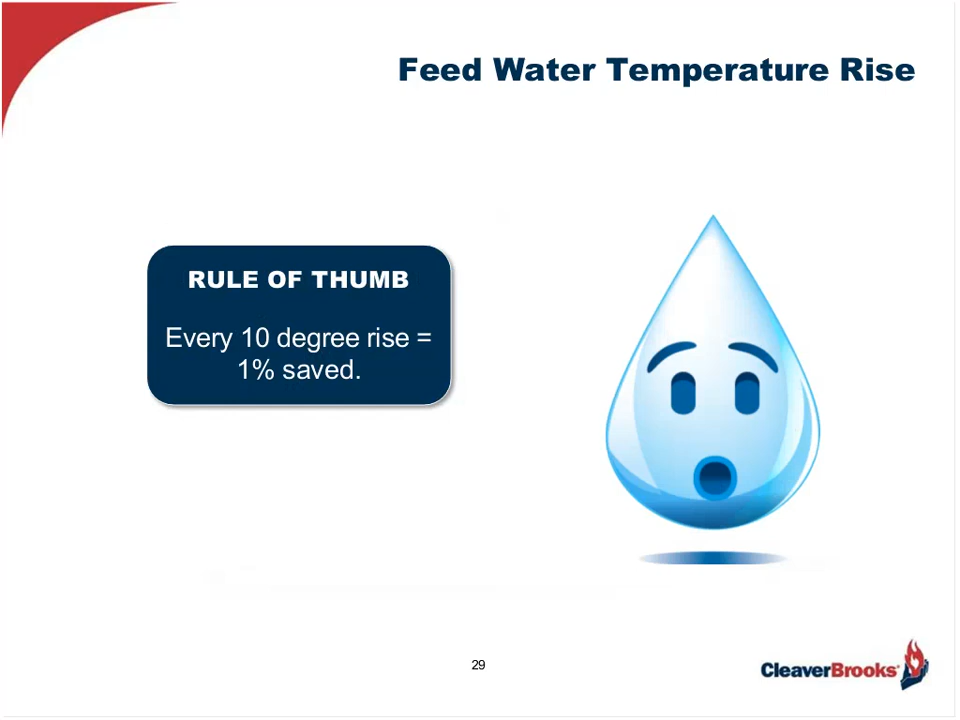 Feed Water Temperature Rise
RULE OF THUMB
Every 10 degree rise =
1% saved.
29
CleaverBrooks